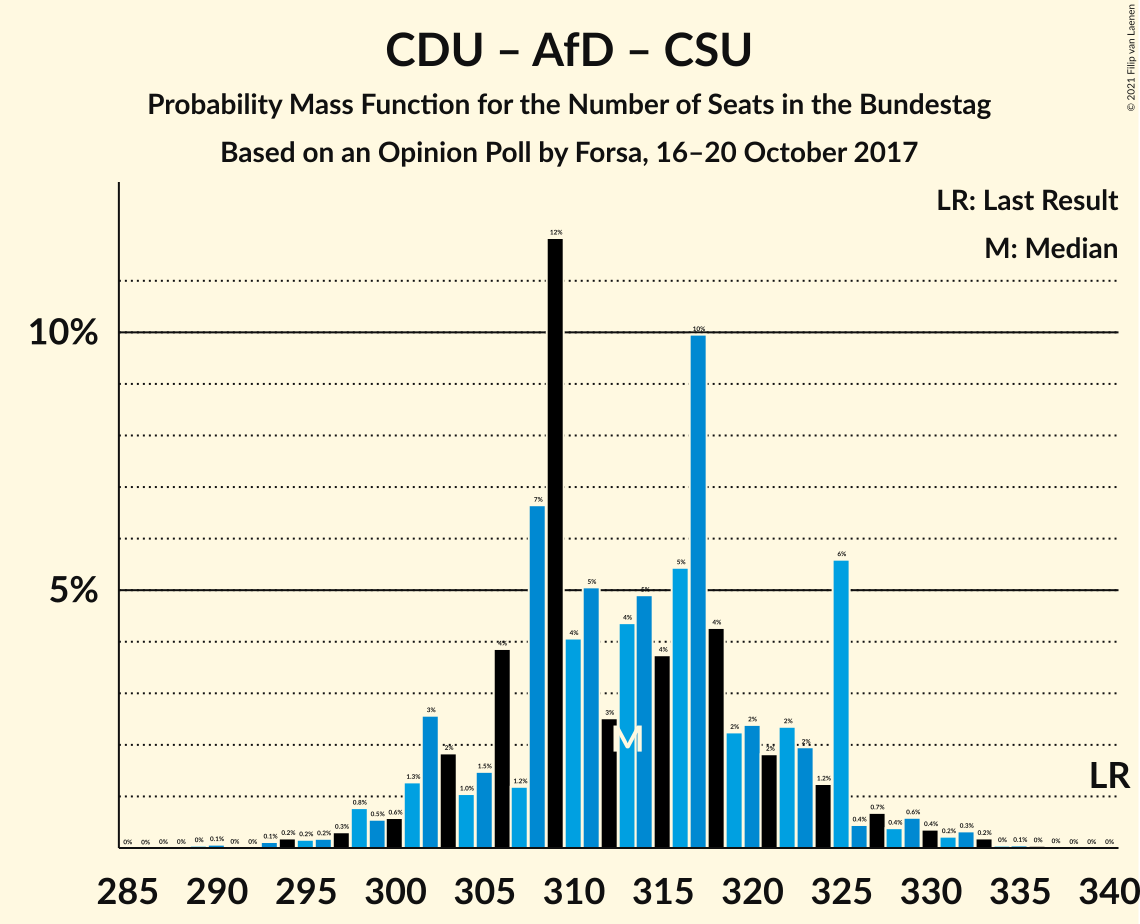 CDU – AfD – CSU
Probability Mass Function for the Number of Seats in the Bundestag
Based on an Opinion Poll by Forsa, 16–20 October 2017
© 2021 Filip van Laenen
LR: Last Result
M: Median
10%
5%
0% 0% 0% 0% 0% 0.1% 0% 0% 0.1% 0.2% 0.2% 0.2% 0.3% 0.8% 0.5% 0.6% 1.3% 3% 2% 1.0% 1.5% 4% 1.2% 7% 12% 4% 5% 3% 4% 5% 4% 5% 10% 4% 2% 2% 2% 2% 2% 1.2% 6% 0.4% 0.7% 0.4% 0.6% 0.4% 0.2% 0.3% 0.2% 0% 0.1% 0% 0% 0% 0% 0%
M
LR
285 290 295 300 305 310 315 320 325 330 335 340